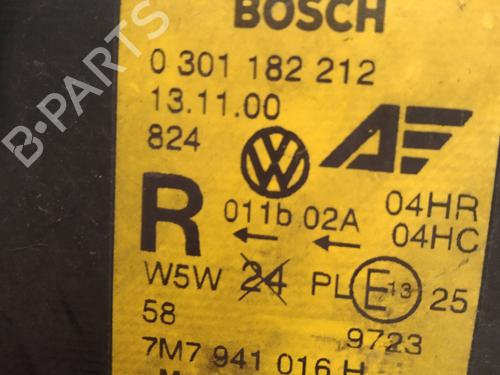 BOSCH
0 301 182 212
13.11.00
824
AF
R
011b 02A
04HR
04HC
W5W 24 PL E 13 25
58
9723
7M7 941 016 H
B-PARTS